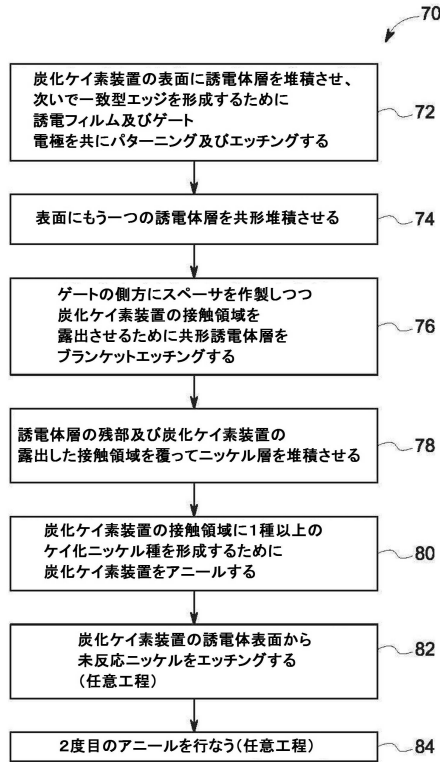 70
炭化ケイ素装置の表面に誘電体層を堆積させ、
次いで一致型エッジを形成するために
誘電フィルム及びゲート
電極を共にパターニング及びエッチングする
72
表面にもう一つの誘電体層を共形堆積させる
74
ゲートの側方にスペーサを作製しつつ
炭化ケイ素装置の接触領域を
露出させるために共形誘電体層を
ブランケットエッチングする
76
誘電体層の残部及び炭化ケイ素装置の
露出した接触領域を覆ってニッケル層を堆積させる
78
炭化ケイ素装置の接触領域に1種以上の
ケイ化ニッケル種を形成するために
炭化ケイ素装置をアニールする
80
炭化ケイ素装置の誘電体表面から
未反応ニッケルをエッチングする
(任意工程)
82
2度目のアニールを行なう(任意工程)
84